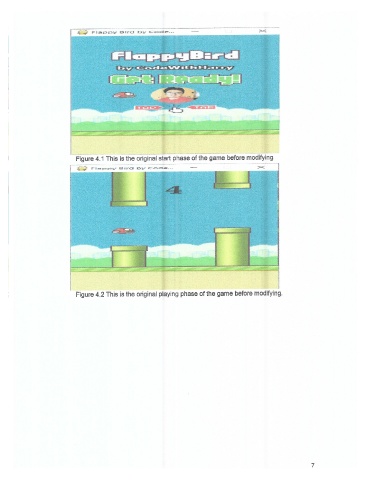 Flappy Bird by Code...
FlappyBird
by CodeWithHarry
Get Ready!
Figure 4.1 This is the original start phase of the game before modifying
Flappy Bird by Code...
4
Figure 4.2 This is the original playing phase of the game before modifying.
7